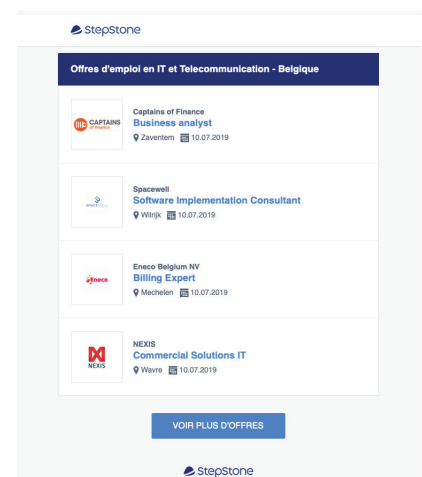 StepStone
Offres d'emploi en IT et Telecommunication - Belgique
CAPTAINS
of finance
Captains of Finance
Business analyst
Zaventem 10.07.2019
Spacewell
Software Implementation Consultant
Wilrijk 10.07.2019
Eneco
Eneco Belgium NV
Billing Expert
Mechelen 10.07.2019
NEXIS
NEXIS
Commercial Solutions IT
Wavre 10.07.2019
VOIR PLUS D'OFFRES
StepStone